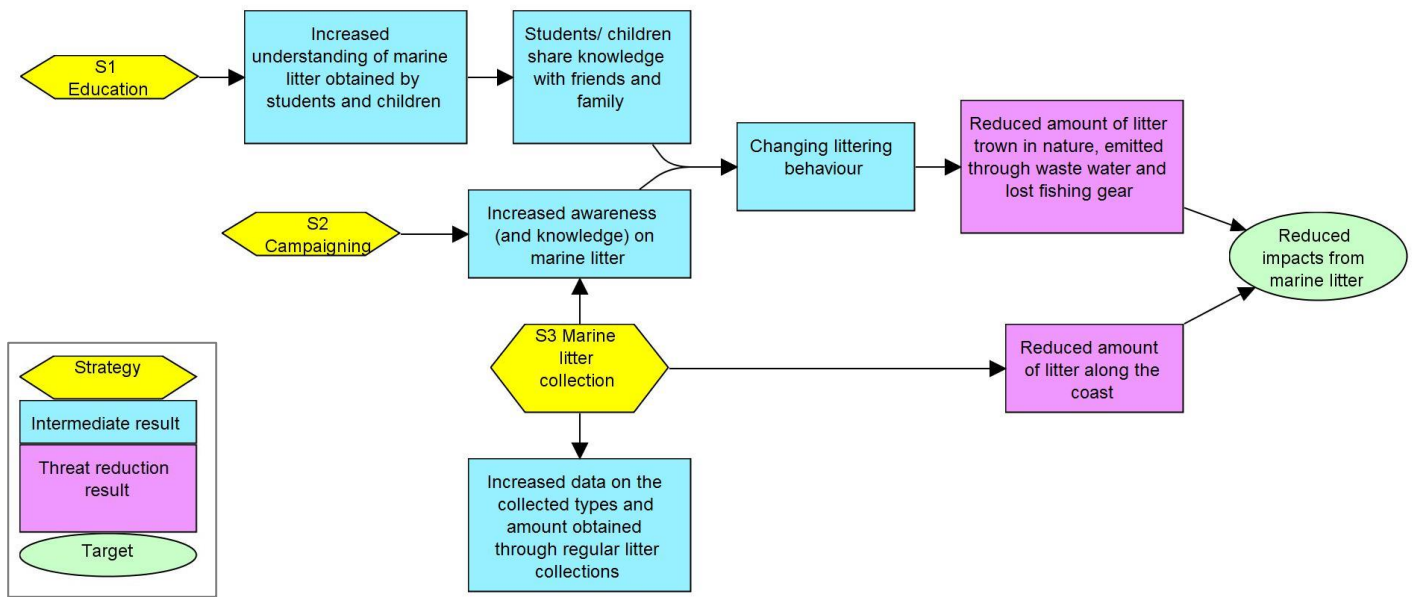 S1
Education
Increased
understanding of marine
litter obtained by
students and children
Students/ children
share knowledge
with friends and
family
Changing littering
behaviour
Reduced amount of litter
trown in nature, emitted
through waste water and
lost fishing gear
S2
Campaigning
Increased awareness
(and knowledge) on
marine litter
Reduced
impacts from
marine litter
S3 Marine
litter
collection
Reduced amount
of litter along the
coast
Increased data on the
collected types and
amount obtained
through regular litter
collections
Strategy
Intermediate result
Threat reduction
result
Target